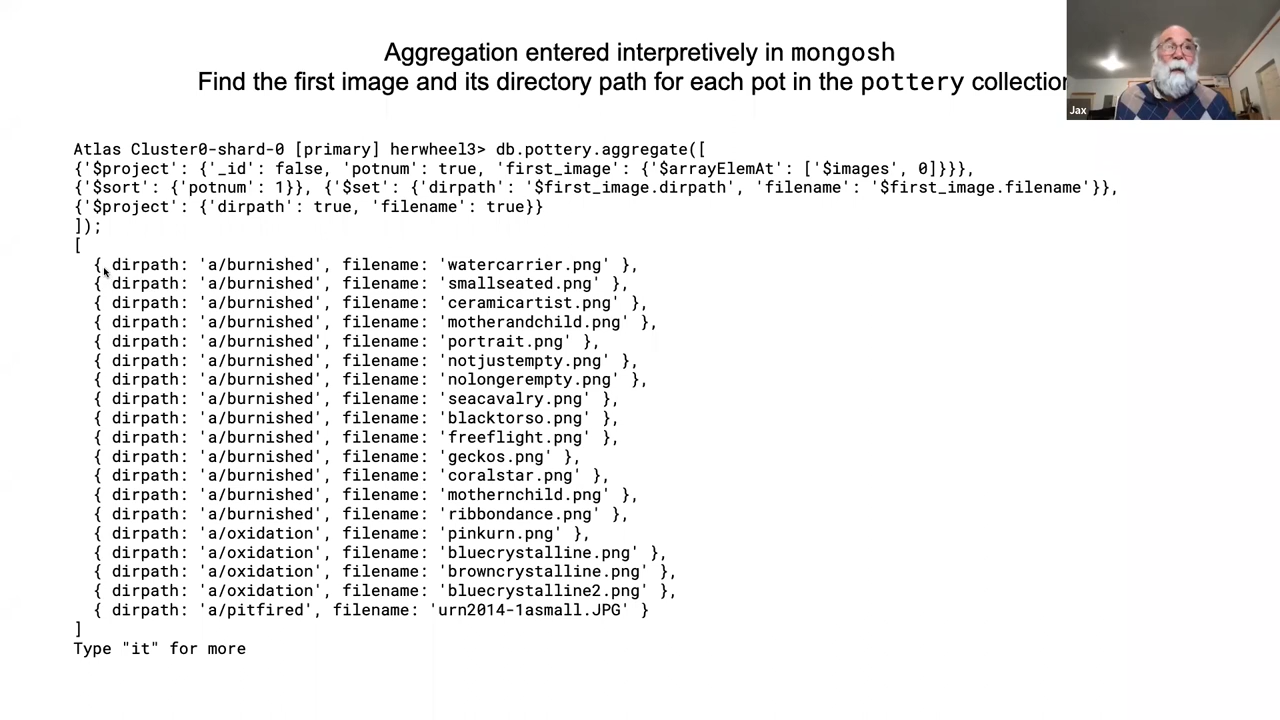 Aggregation entered interpretively in mongosh
Find the first image and its directory path for each pot in the pottery collection
Jax
Atlas Cluster0-shard-0 [primary] herwheel3> db.pottery.aggregate([
{'$project': {'_id': false, 'potnum': true, 'first_image': {'$arrayElemAt': ['$images', 0]}}},
{'$sort': {'potnum': 1}}, {'$set': {'dirpath': '$first_image.dirpath', 'filename': '$first_image.filename'}},
{'$project': {'dirpath': true, 'filename': true}}
]);
[
{ dirpath: 'a/burnished', filename: 'watercarrier.png' },
{ dirpath: 'a/burnished', filename: 'smallseated.png' },
{ dirpath: 'a/burnished', filename: 'ceramicartist.png' },
{ dirpath: 'a/burnished', filename: 'motherandchild.png' },
{ dirpath: 'a/burnished', filename: 'portrait.png' },
{ dirpath: 'a/burnished', filename: 'notjustempty.png' },
{ dirpath: 'a/burnished', filename: 'nolongerempty.png' },
{ dirpath: 'a/burnished', filename: 'seacavalry.png' },
{ dirpath: 'a/burnished', filename: 'blacktorso.png' },
{ dirpath: 'a/burnished', filename: 'freeflight.png' },
{ dirpath: 'a/burnished', filename: 'geckos.png' },
{ dirpath: 'a/burnished', filename: 'coralstar.png' },
{ dirpath: 'a/burnished', filename: 'mothernchild.png' },
{ dirpath: 'a/burnished', filename: 'ribbondance.png' },
{ dirpath: 'a/oxidation', filename: 'pinkurn.png' },
{ dirpath: 'a/oxidation', filename: 'bluecrystalline.png' },
{ dirpath: 'a/oxidation', filename: 'browncrystalline.png' },
{ dirpath: 'a/oxidation', filename: 'bluecrystalline2.png' },
{ dirpath: 'a/pitfired', filename: 'urn2014-1asmall.JPG' }
]
Type "it" for more